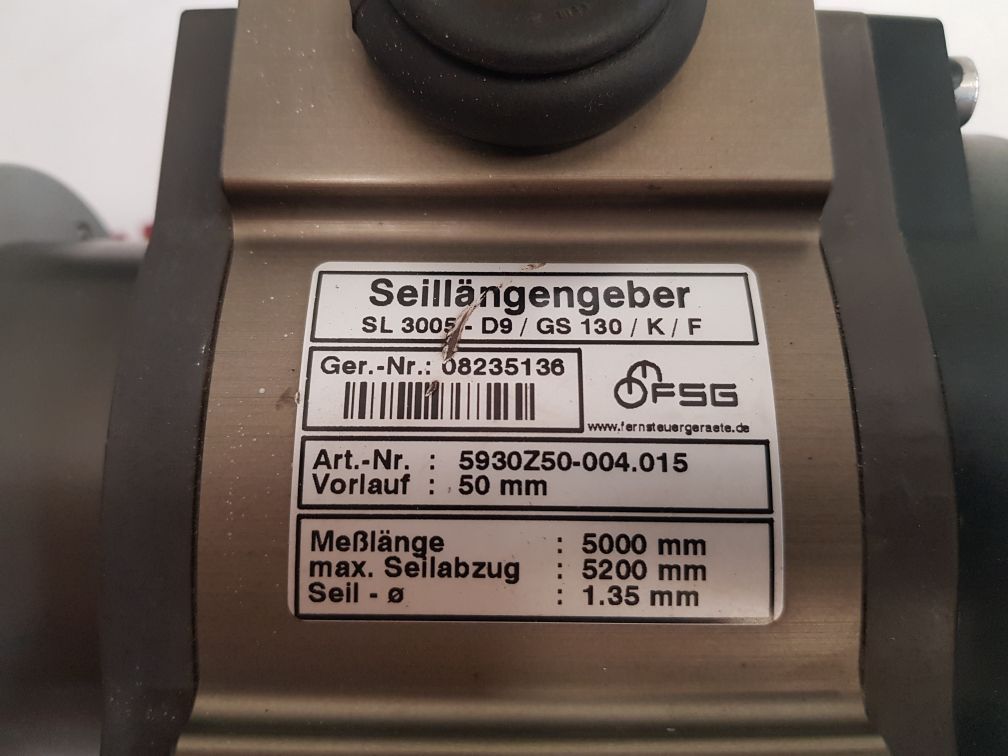 Seillängengeber
SL 3005 - D9 / GS 130 / K / F
Ger.-Nr.: 08235136
FSG
www.fernsteuergeraete.de
Art.-Nr. : 5930Z50-004.015
Vorlauf : 50 mm
Meßlänge : 5000 mm
max. Seilabzug : 5200 mm
Seil - ø : 1.35 mm